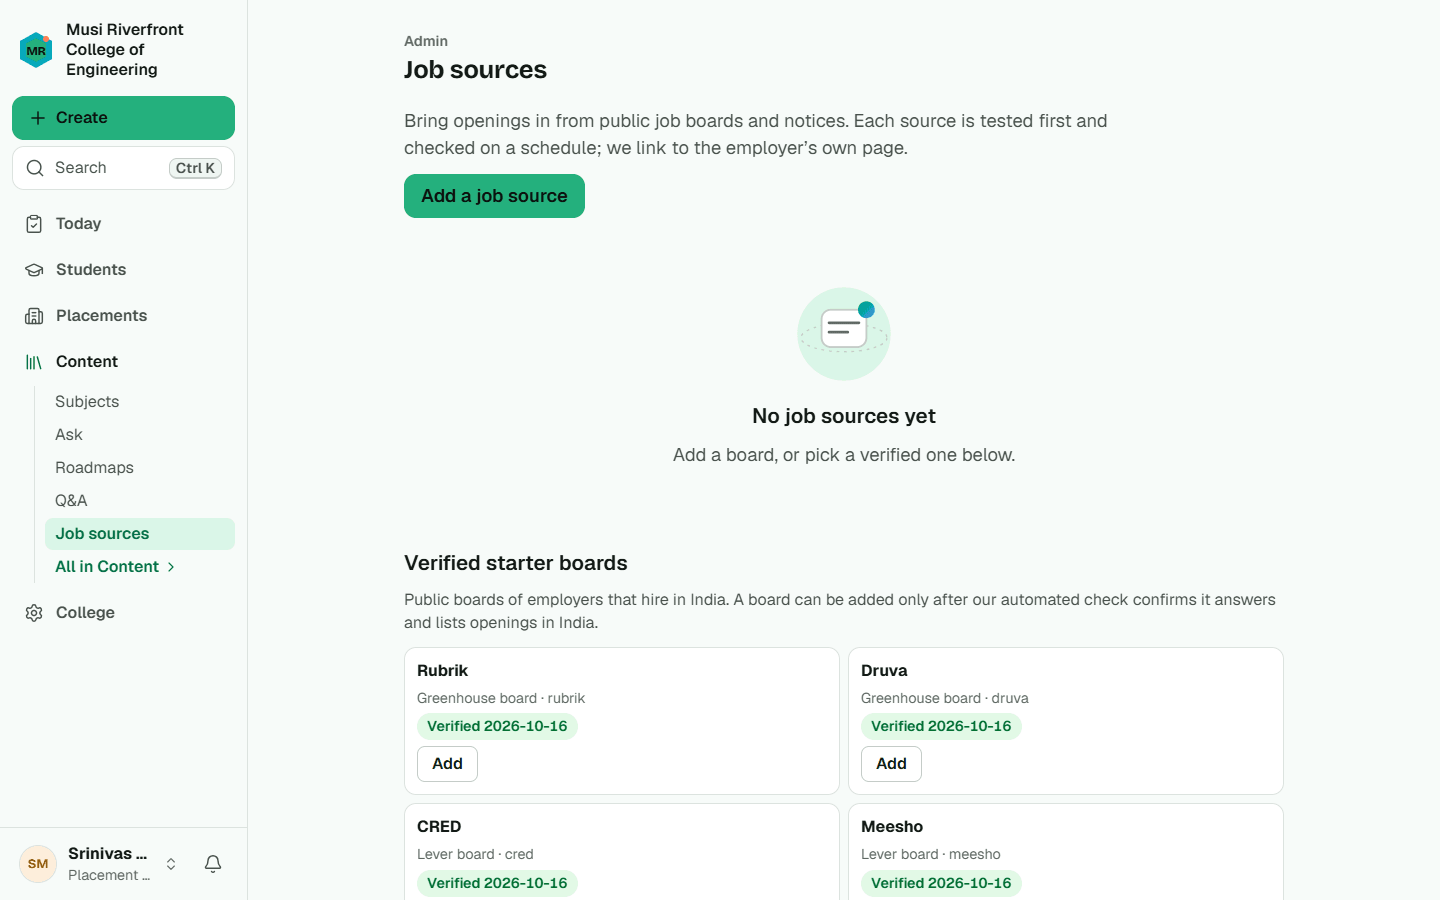 MR
Musi Riverfront
College of
Engineering
Create
Search
Ctrl K
Today
Students
Placements
Content
Subjects
Ask
Roadmaps
Q&A
Job sources
All in Content
College
SM
Srinivas ...
Placement ...
Admin
Job sources
Bring openings in from public job boards and notices. Each source is tested first and
checked on a schedule; we link to the employer’s own page.
Add a job source
No job sources yet
Add a board, or pick a verified one below.
Verified starter boards
Public boards of employers that hire in India. A board can be added only after our automated check confirms it answers
and lists openings in India.
Rubrik
Greenhouse board · rubrik
Verified 2026-10-16
Add
Druva
Greenhouse board · druva
Verified 2026-10-16
Add
CRED
Lever board · cred
Verified 2026-10-16
Meesho
Lever board · meesho
Verified 2026-10-16